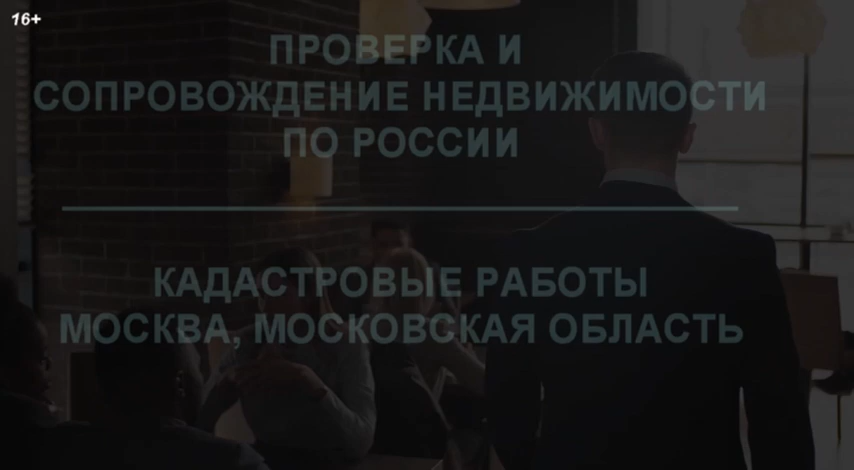 16+
ПРОВЕРКА И
СОПРОВОЖДЕНИЕ НЕДВИЖИМОСТИ
ПО РОССИИ
КАДАСТРОВЫЕ РАБОТЫ
МОСКВА, МОСКОВСКАЯ ОБЛАСТЬ